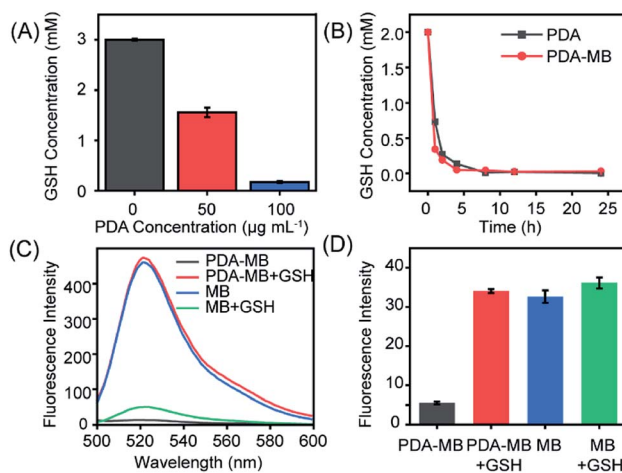 (A)
GSH Concentration (mM)
3
2
1
0
0 50 100
PDA Concentration (µg mL⁻¹)
(B)
GSH Concentration (mM)
2.0
1.5
1.0
0.5
0.0
PDA
PDA-MB
0 5 10 15 20 25
Time (h)
(C)
Fluorescence Intensity
400
300
200
100
0
PDA-MB
PDA-MB+GSH
MB
MB+GSH
500 520 540 560 580 600
Wavelength (nm)
(D)
Fluorescence Intensity
40
30
20
10
0
PDA-MB PDA-MB MB MB
+GSH +GSH